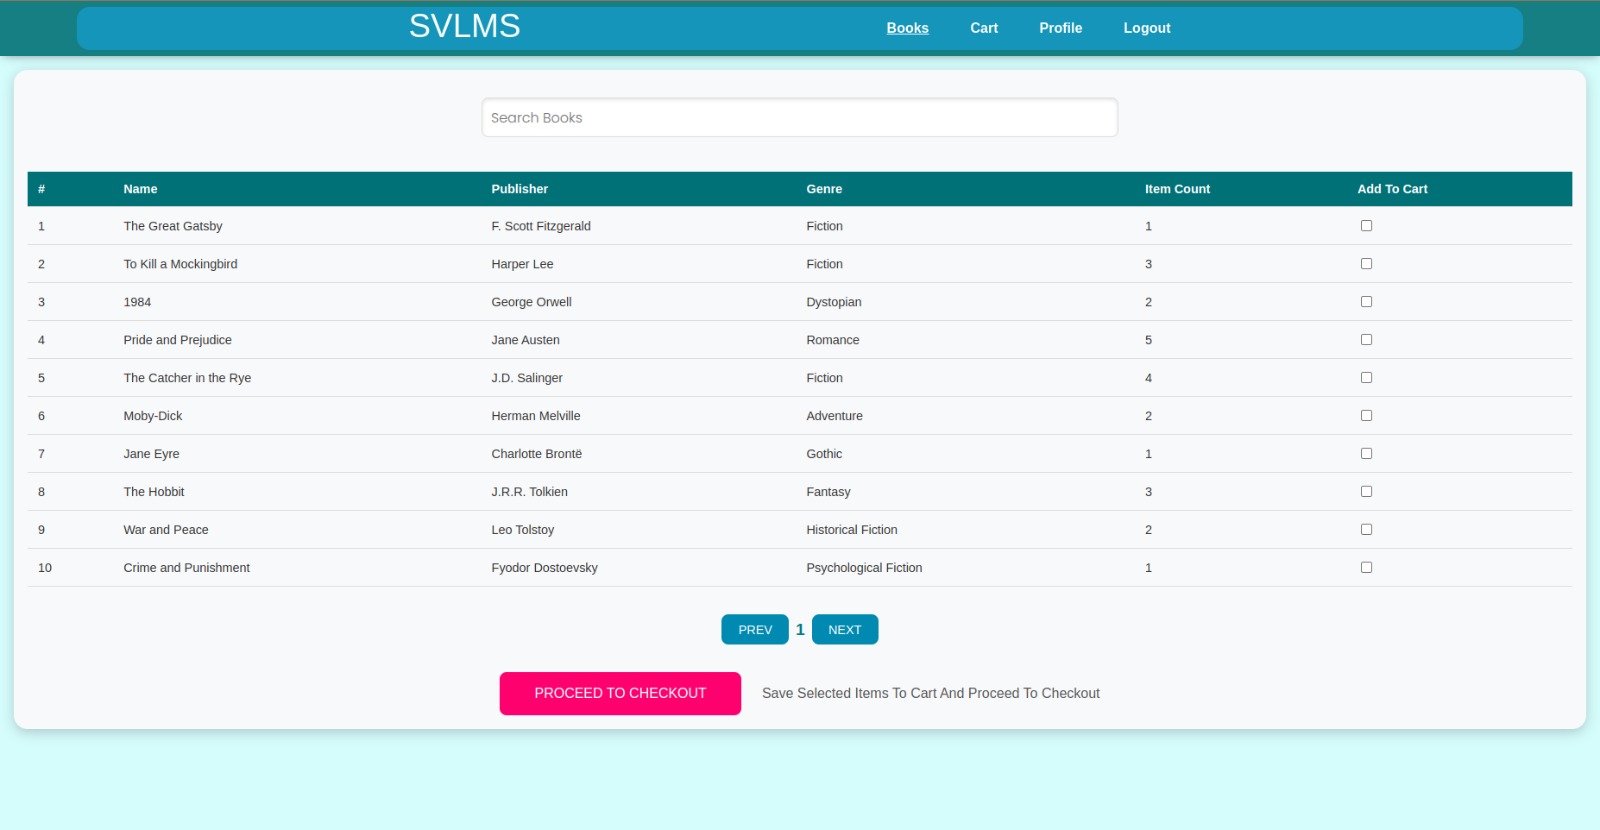 SVLMS Books Cart Profile Logout
Search Books
# Name Publisher Genre Item Count Add To Cart
1 The Great Gatsby F. Scott Fitzgerald Fiction 1
2 To Kill a Mockingbird Harper Lee Fiction 3
3 1984 George Orwell Dystopian 2
4 Pride and Prejudice Jane Austen Romance 5
5 The Catcher in the Rye J.D. Salinger Fiction 4
6 Moby-Dick Herman Melville Adventure 2
7 Jane Eyre Charlotte Brontë Gothic 1
8 The Hobbit J.R.R. Tolkien Fantasy 3
9 War and Peace Leo Tolstoy Historical Fiction 2
10 Crime and Punishment Fyodor Dostoevsky Psychological Fiction 1
PREV 1 NEXT
PROCEED TO CHECKOUT Save Selected Items To Cart And Proceed To Checkout